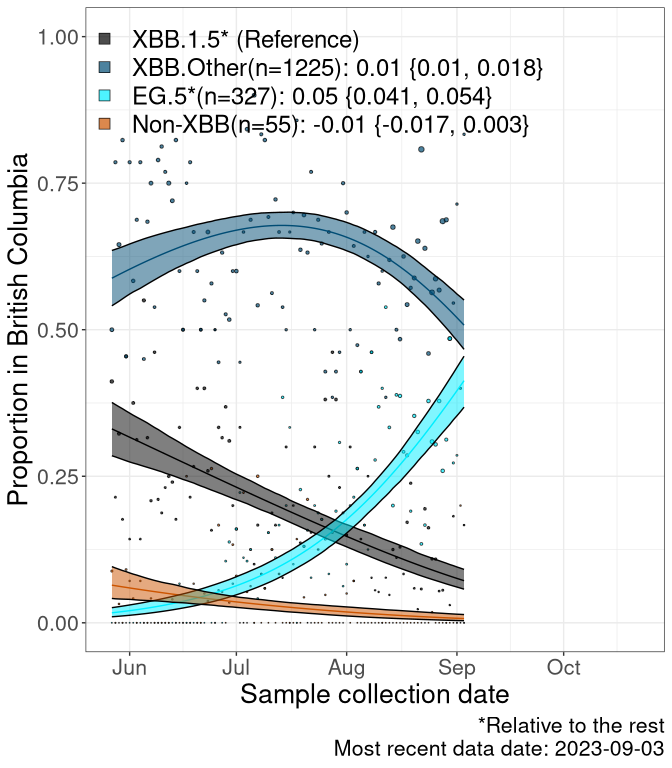 1.00
XBB.1.5* (Reference)
XBB.Other(n=1225): 0.01 {0.01, 0.018}
EG.5*(n=327): 0.05 {0.041, 0.054}
Non-XBB(n=55): -0.01 {-0.017, 0.003}
0.75
0.50
0.25
0.00
Proportion in British Columbia
Jun Jul Aug Sep Oct
Sample collection date
*Relative to the rest
Most recent data date: 2023-09-03